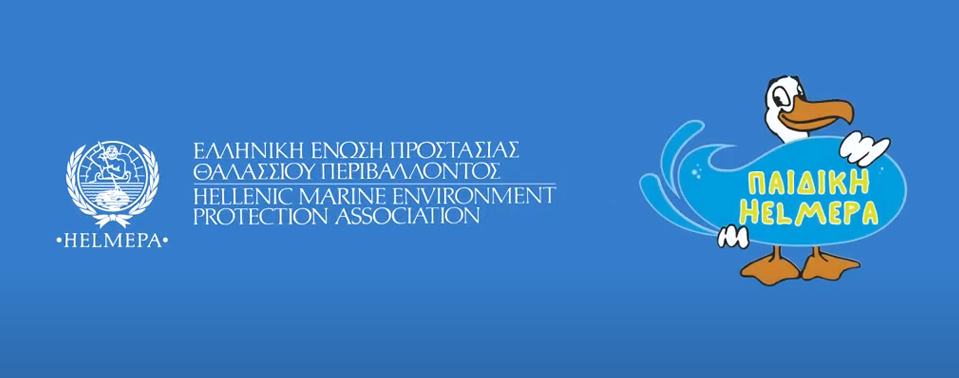 ΕΛΛΗΝΙΚΗ ΕΝΩΣΗ ΠΡΟΣΤΑΣΙΑΣ
ΘΑΛΑΣΣΙΟΥ ΠΕΡΙΒΑΛΛΟΝΤΟΣ
HELLENIC MARINE ENVIRONMENT
PROTECTION ASSOCIATION
•HELMEPA•
ΠΑΙΔΙΚΗ
HELMEPA